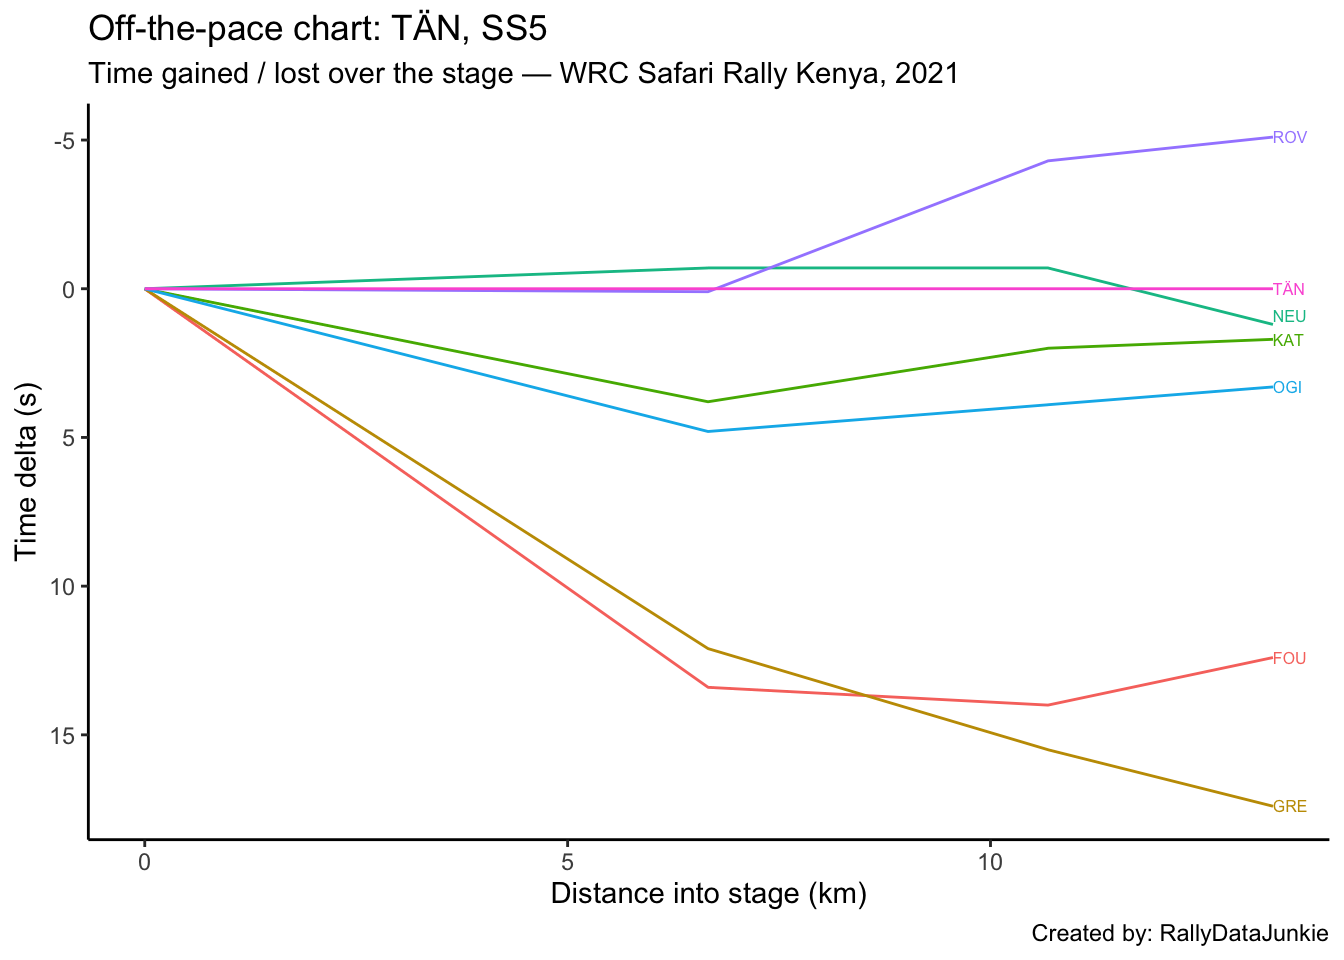 Off-the-pace chart: TÄN, SS5
Time gained / lost over the stage — WRC Safari Rally Kenya, 2021
-5
0
5
10
15
Time delta (s)
ROV
TÄN
NEU
KAT
OGI
FOU
GRE
0 5 10
Distance into stage (km)
Created by: RallyDataJunkie